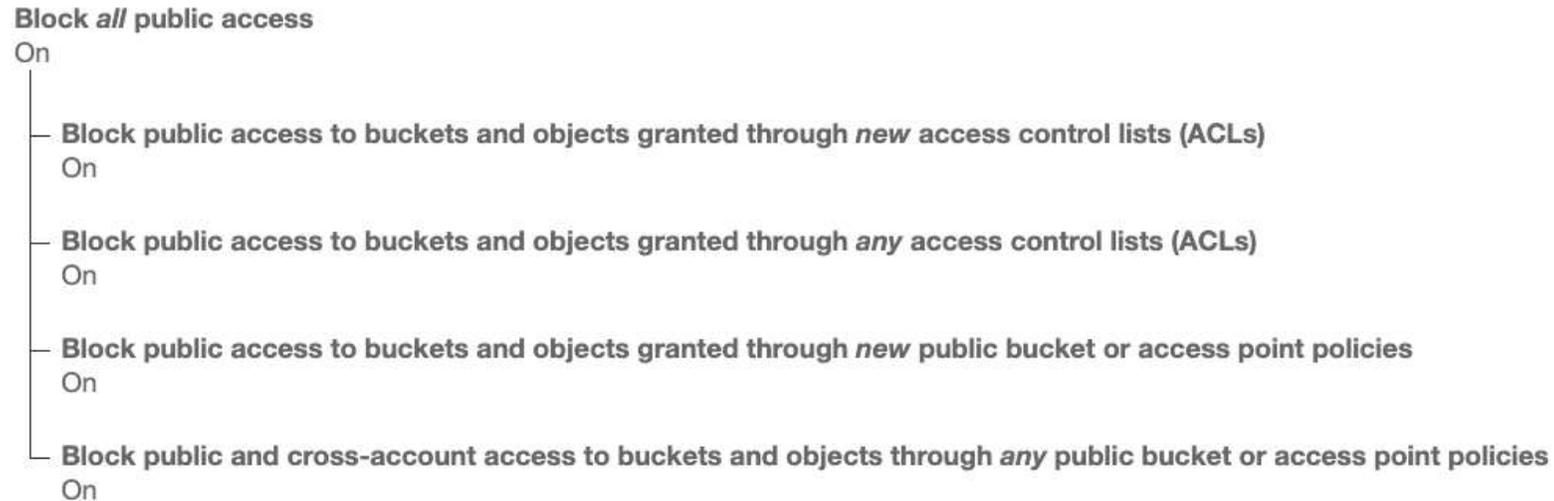 Block all public access
On
Block public access to buckets and objects granted through new access control lists (ACLs)
On
Block public access to buckets and objects granted through any access control lists (ACLs)
On
Block public access to buckets and objects granted through new public bucket or access point policies
On
Block public and cross-account access to buckets and objects through any public bucket or access point policies
On